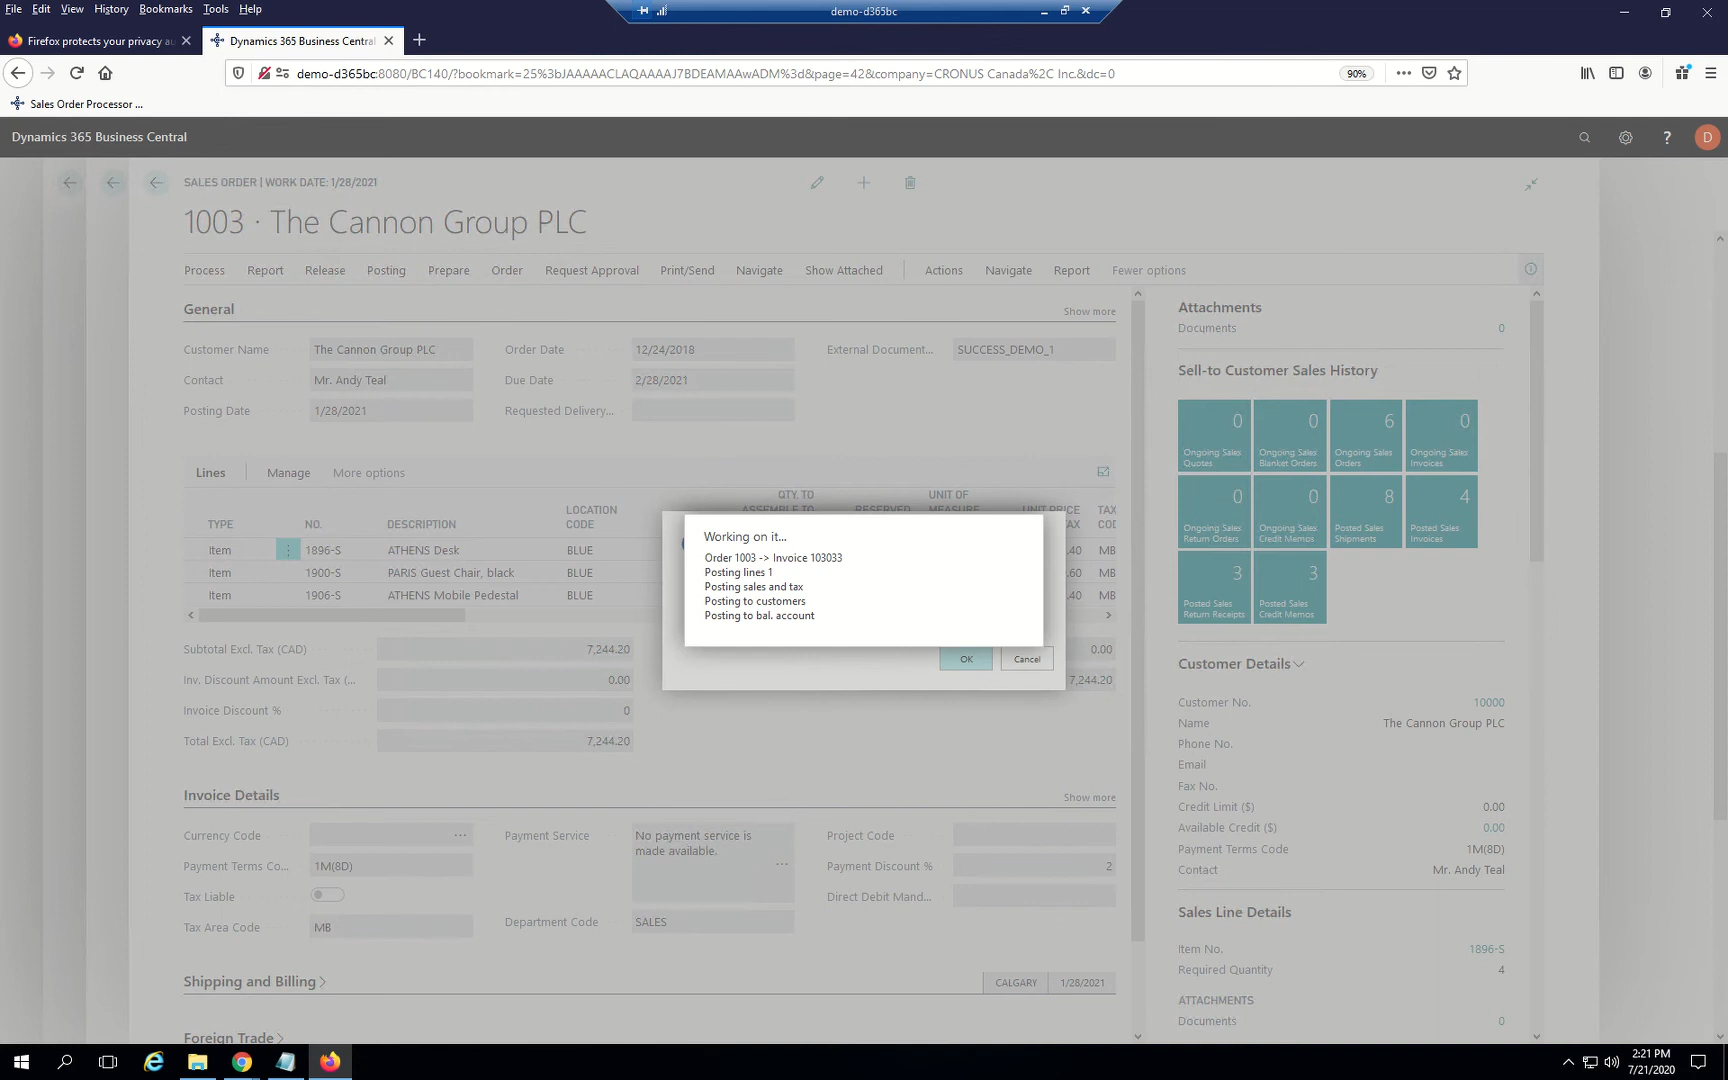 File Edit View History Bookmarks Tools Help
demo-d365bc
Firefox protects your privacy au
Dynamics 365 Business Central
demo-d365bc:8080/BC140/?bookmark=25%3bJAAAAACLAQAAAAJ7BDEAMAAwADM%3d&page=42&company=CRONUS Canada%2C Inc.&dc=0
90%
Sales Order Processor ...
Dynamics 365 Business Central
D
SALES ORDER | WORK DATE: 1/28/2021
1003 · The Cannon Group PLC
Process Report Release Posting Prepare Order Request Approval Print/Send Navigate Show Attached Actions Navigate Report Fewer options
General
Show more
Customer Name The Cannon Group PLC Order Date 12/24/2018 External Document... SUCCESS_DEMO_1
Contact Mr. Andy Teal Due Date 2/28/2021
Posting Date 1/28/2021 Requested Delivery...
Lines Manage More options
TYPE NO. DESCRIPTION LOCATION CODE QTY. TO ASSEMBLE TO RESERVED UNIT OF MEASURE UNIT PRICE TAX
Item 1896-S ATHENS Desk BLUE .40 MB
Item 1900-S PARIS Guest Chair, black BLUE .60 MB
Item 1906-S ATHENS Mobile Pedestal BLUE .40 MB
Working on it...
Order 1003 -> Invoice 103033
Posting lines 1
Posting sales and tax
Posting to customers
Posting to bal. account
OK Cancel
Subtotal Excl. Tax (CAD) 7,244.20 0.00
Inv. Discount Amount Excl. Tax (... 0.00 7,244.20
Invoice Discount % 0
Total Excl. Tax (CAD) 7,244.20
Invoice Details
Show more
Currency Code ... Payment Service No payment service is made available. ... Project Code
Payment Terms Co... 1M(8D) Payment Discount % 2
Tax Liable Direct Debit Mand...
Tax Area Code MB Department Code SALES
Shipping and Billing
CALGARY 1/28/2021
Foreign Trade
Attachments
Documents 0
Sell-to Customer Sales History
0 Ongoing Sales Quotes
0 Ongoing Sales Blanket Orders
6 Ongoing Sales Orders
0 Ongoing Sales Invoices
0 Ongoing Sales Return Orders
0 Ongoing Sales Credit Memos
8 Posted Sales Shipments
4 Posted Sales Invoices
3 Posted Sales Return Receipts
3 Posted Sales Credit Memos
Customer Details
Customer No. 10000
Name The Cannon Group PLC
Phone No.
Email
Fax No.
Credit Limit ($) 0.00
Available Credit ($) 0.00
Payment Terms Code 1M(8D)
Contact Mr. Andy Teal
Sales Line Details
Item No. 1896-S
Required Quantity 4
ATTACHMENTS
Documents 0
2:21 PM
7/21/2020